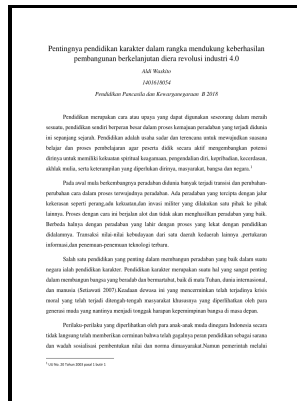 Pentingnya pendidikan karakter dalam rangka mendukung keberhasilan
pembangunan berkelanjutan diera revolusi industri 4.0
Aldi Waskito
1401618054
Pendidikan Pancasila dan Kewarganegaraan B 2018
Pendidikan merupakan cara atau upaya yang dapat digunakan seseorang dalam meraih
sesuatu, pendidikan sendiri berperan besar dalam proses kemajuan peradaban yang terjadi didunia
ini sepanjang sejarah. Pendidikan adalah usaha sadar dan terencana untuk mewujudkan suasana
belajar dan proses pembelajaran agar peserta didik secara aktif mengembangkan potensi
dirinya untuk memiliki kekuatan spiritual keagamaan, pengendalian diri, kepribadian, kecerdasan,
akhlak mulia, serta keterampilan yang diperlukan dirinya, masyarakat, bangsa dan negara. 1
Pada awal mula berkembangnya peradaban didunia banyak terjadi transisi dan perubahan-
perubahan cara dalam proses terwujudnya peradaban. Ada peradaban yang tercipta dengan jalur
kekerasan seperti perang,adu kekuatan,dan invasi militer yang dilakukan satu pihak ke pihak
lainnya. Proses dengan cara ini berjalan alot dan tidak akan menghasilkan peradaban yang baik.
Berbeda halnya dengan peradaban yang lahir dengan proses yang lekat dengan pendidikan
didalamnya. Transaksi nilai-nilai kebudayaan dari satu daerah kedaerah lainnya ,pertukaran
informasi,dan penemuan-penemuan teknologi terbaru.
Salah satu pendidikan yang penting dalam membangun peradaban yang baik dalam suatu
negara ialah pendidikan karakter. Pendidikan karakter merupakan suatu hal yang sangat penting
dalam membangun bangsa yang beradab dan bermartabat, baik di mata Tuhan, dunia internasional,
dan manusia (Setiawati 2007).Keadaan dewasa ini yang mencerminkan telah terjadinya krisis
moral yang telah terjadi ditengah-tengah masyarakat khususnya yang diperlihatkan oleh para
generasi muda yang nantinya menjadi tonggak harapan kepemimpinan bangsa di masa depan.
Perilaku-perilaku yang diperlihatkan oleh para anak-anak muda dinegara Indonesia secara
tidak langsung telah memberikan cerminan bahwa telah gagalnya peran pendidikan sebagai sarana
dan wadah sosialisasi pembentukan nilai dan norma dimasyarakat.Namun pemerintah melalui
1 UU No. 20 Tahun 2003 pasal 1 butir 1